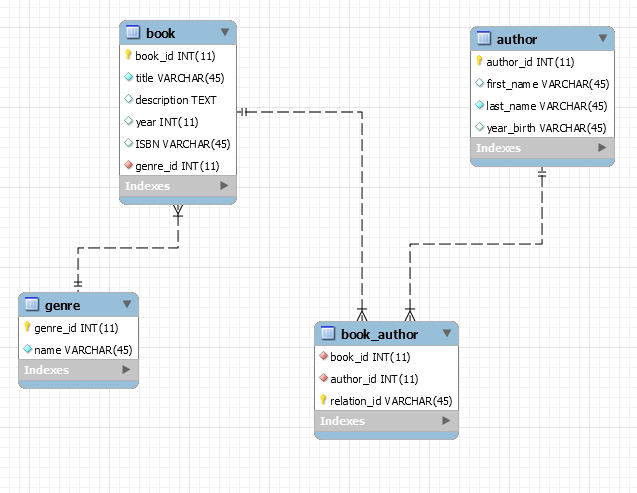 book
book_id INT(11)
title VARCHAR(45)
description TEXT
year INT(11)
ISBN VARCHAR(45)
genre_id INT(11)
Indexes
author
author_id INT(11)
first_name VARCHAR(45)
last_name VARCHAR(45)
year_birth VARCHAR(45)
Indexes
genre
genre_id INT(11)
name VARCHAR(45)
Indexes
book_author
book_id INT(11)
author_id INT(11)
relation_id VARCHAR(45)
Indexes